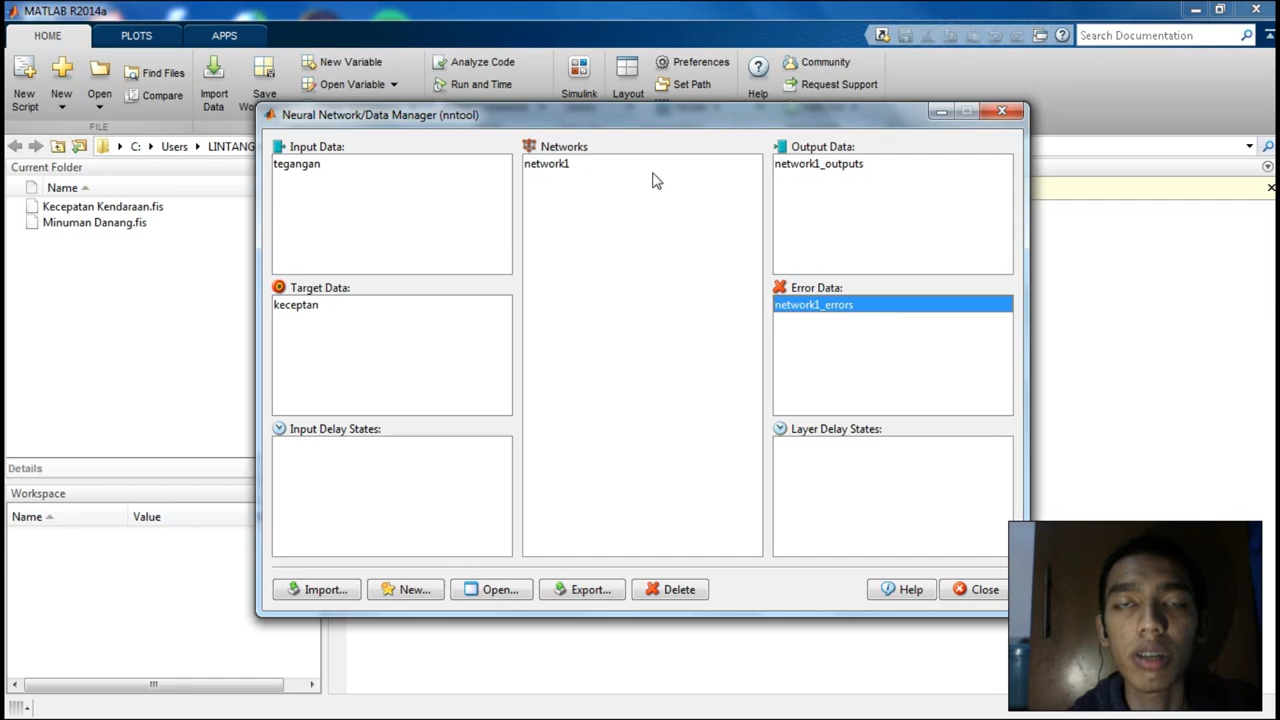 MATLAB R2014a
HOME
PLOTS
APPS
Search Documentation
New Script
New
Open
Find Files
Compare
Import Data
Save
New Variable
Open Variable
Analyze Code
Run and Time
Simulink
Layout
Preferences
Set Path
Help
Community
Request Support
FILE
C:
Users
LINTANG
Current Folder
Name
Kecepatan Kendaraan.fis
Minuman Danang.fis
Details
Workspace
Name
Value
Neural Network/Data Manager (nntool)
Input Data:
tegangan
Networks
network1
Output Data:
network1_outputs
Target Data:
keceptan
Error Data:
network1_errors
Input Delay States:
Layer Delay States:
Import...
New...
Open...
Export...
Delete
Help
Close